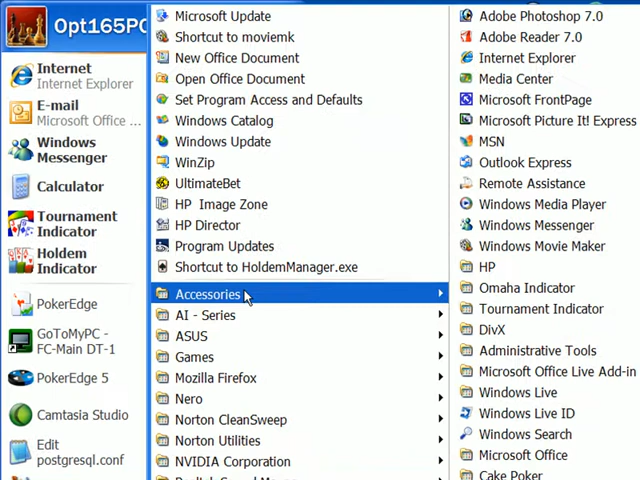 Opt165PC
Internet
Internet Explorer
E-mail
Microsoft Office ...
Windows
Messenger
Calculator
Tournament
Indicator
Holdem
Indicator
PokerEdge
GoToMyPC -
FC-Main DT-1
PokerEdge 5
Camtasia Studio
Edit
postgresql.conf
Microsoft Update
Shortcut to moviemk
New Office Document
Open Office Document
Set Program Access and Defaults
Windows Catalog
Windows Update
WinZip
UltimateBet
HP Image Zone
HP Director
Program Updates
Shortcut to HoldemManager.exe
Accessories
AI - Series
ASUS
Games
Mozilla Firefox
Nero
Norton CleanSweep
Norton Utilities
NVIDIA Corporation
Adobe Photoshop 7.0
Adobe Reader 7.0
Internet Explorer
Media Center
Microsoft FrontPage
Microsoft Picture It! Express
MSN
Outlook Express
Remote Assistance
Windows Media Player
Windows Messenger
Windows Movie Maker
HP
Omaha Indicator
Tournament Indicator
DivX
Administrative Tools
Microsoft Office Live Add-in
Windows Live
Windows Live ID
Windows Search
Microsoft Office
Cake Poker